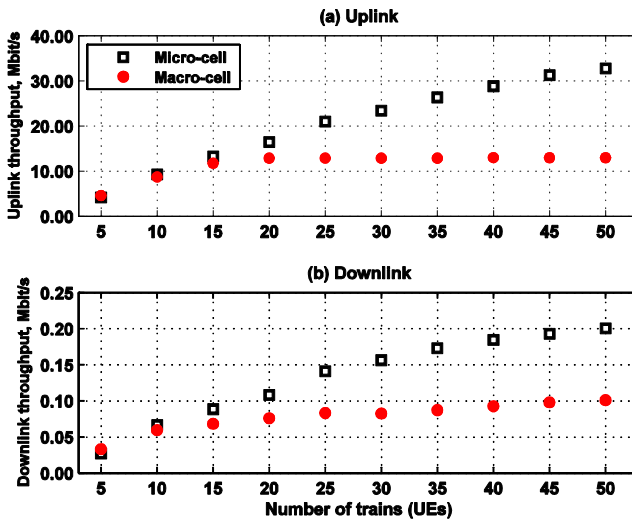 (a) Uplink
Uplink throughput, Mbit/s
40.00
30.00
20.00
10.00
0.00
Micro-cell
Macro-cell
5 10 15 20 25 30 35 40 45 50
(b) Downlink
Downlink throughput, Mbit/s
0.25
0.20
0.15
0.10
0.05
0.00
5 10 15 20 25 30 35 40 45 50
Number of trains (UEs)